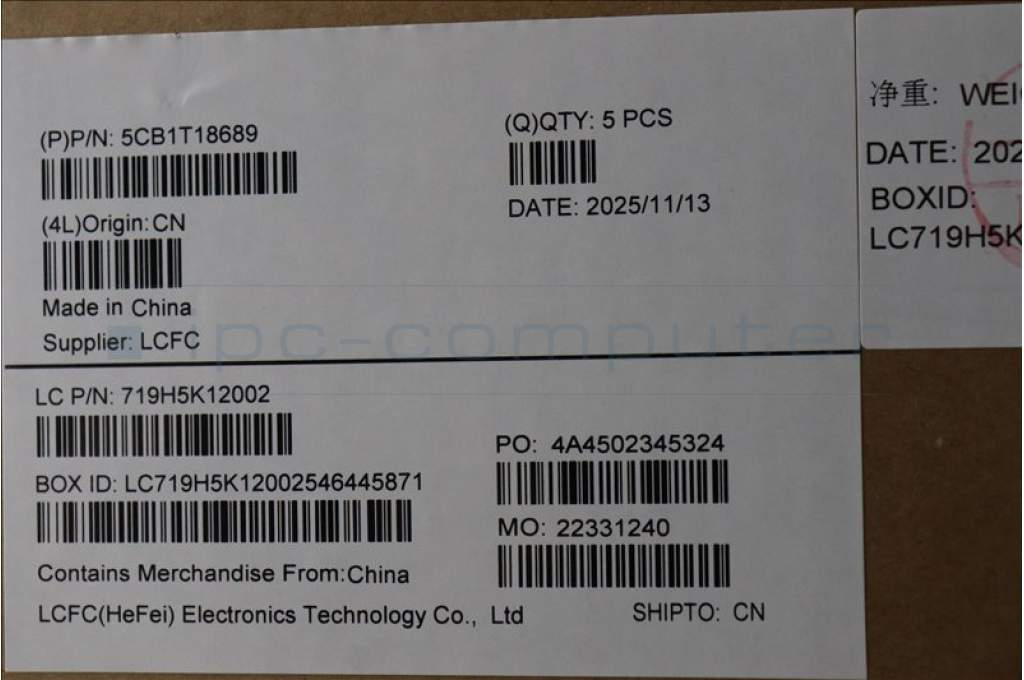 (P)P/N: 5CB1T18689
(Q)QTY: 5 PCS
DATE: 2025/11/13
(4L)Origin:CN
Made in China
Supplier: LCFC
LC P/N: 719H5K12002
BOX ID: LC719H5K12002546445871
PO: 4A4502345324
MO: 22331240
Contains Merchandise From:China
LCFC(HeFei) Electronics Technology Co., Ltd
SHIPTO: CN
净重: WEI
DATE: 202
BOXID:
LC719H5K
ipc-computer